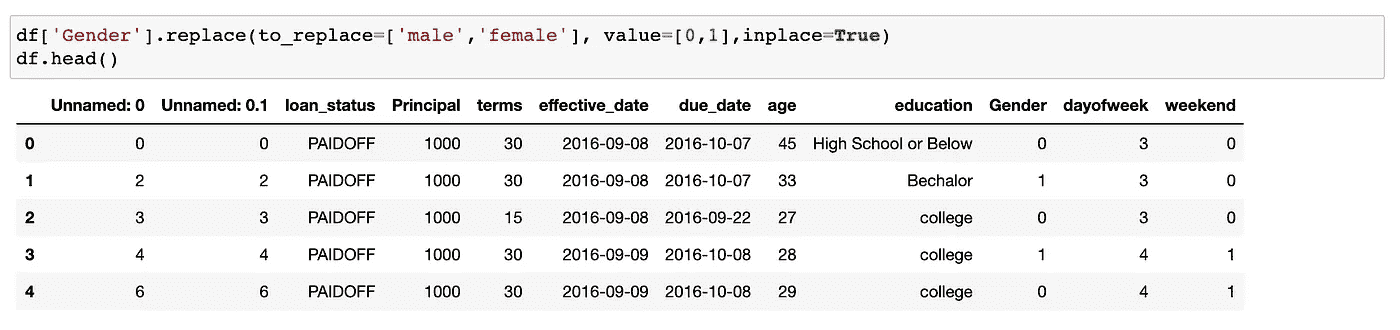 df['Gender'].replace(to_replace=['male','female'], value=[0,1],inplace=True)
df.head()
Unnamed: 0 Unnamed: 0.1 loan_status Principal terms effective_date due_date age education Gender dayofweek weekend
0 0 0 PAIDOFF 1000 30 2016-09-08 2016-10-07 45 High School or Below 0 3 0
1 2 2 PAIDOFF 1000 30 2016-09-08 2016-10-07 33 Bechalor 1 3 0
2 3 3 PAIDOFF 1000 15 2016-09-08 2016-09-22 27 college 0 3 0
3 4 4 PAIDOFF 1000 30 2016-09-09 2016-10-08 28 college 1 4 1
4 6 6 PAIDOFF 1000 30 2016-09-09 2016-10-08 29 college 0 4 1